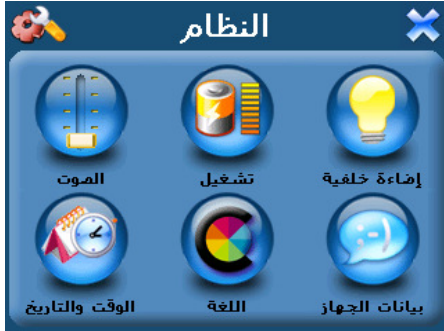 النظام
إضاءة خلفية
تشغيل
الصوت
بيانات الجهاز
اللغة
الوقت والتاريخ